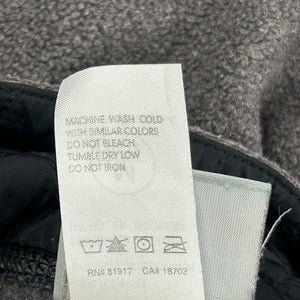 MACHINE WASH COLD
WITH SIMILAR COLORS
DO NOT BLEACH
TUMBLE DRY LOW
DO NOT IRON
RN# 81917 CA# 18702